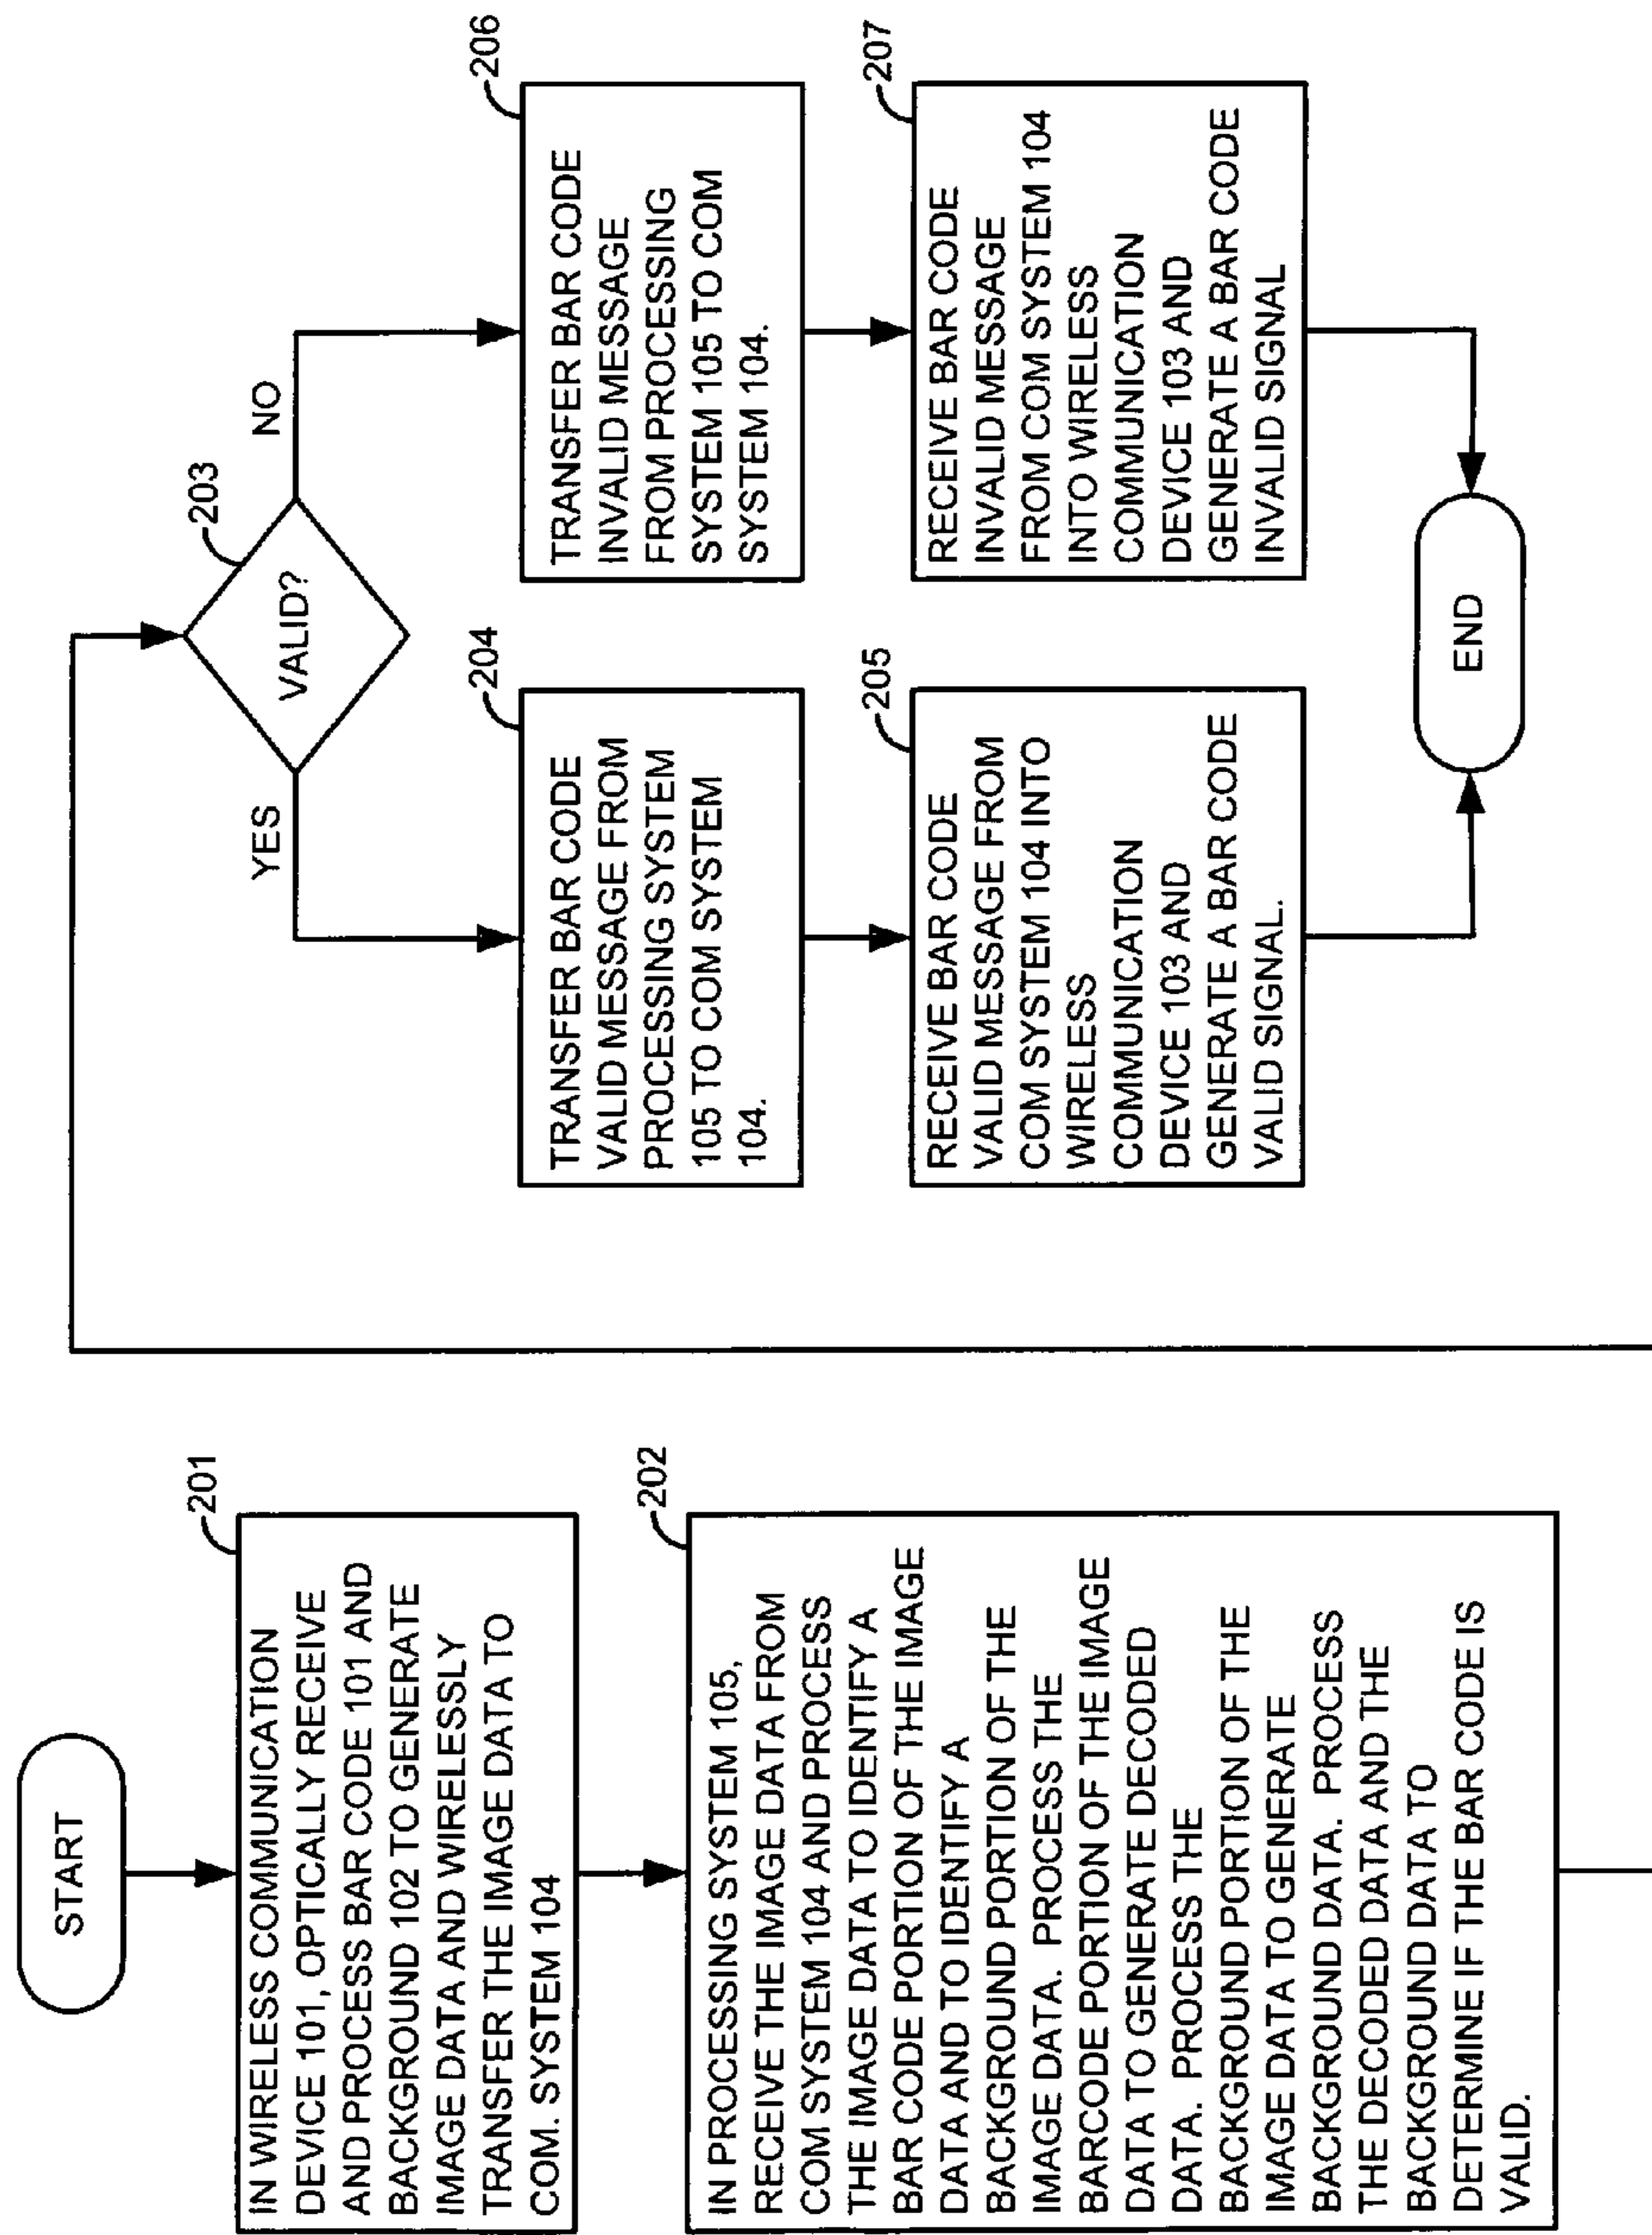 START
201
IN WIRELESS COMMUNICATION
DEVICE 101, OPTICALLY RECEIVE
AND PROCESS BAR CODE 101 AND
BACKGROUND 102 TO GENERATE
IMAGE DATA AND WIRELESSLY
TRANSFER THE IMAGE DATA TO
COM. SYSTEM 104
202
IN PROCESSING SYSTEM 105,
RECEIVE THE IMAGE DATA FROM
COM SYSTEM 104 AND PROCESS
THE IMAGE DATA TO IDENTIFY A
BAR CODE PORTION OF THE IMAGE
DATA AND TO IDENTIFY A
BACKGROUND PORTION OF THE
IMAGE DATA. PROCESS THE
BARCODE PORTION OF THE IMAGE
DATA TO GENERATE DECODED
DATA. PROCESS THE
BACKGROUND PORTION OF THE
IMAGE DATA TO GENERATE
BACKGROUND DATA. PROCESS
THE DECODED DATA AND THE
BACKGROUND DATA TO
DETERMINE IF THE BAR CODE IS
VALID.
203
VALID?
YES
NO
204
TRANSFER BAR CODE
VALID MESSAGE FROM
PROCESSING SYSTEM
105 TO COM SYSTEM
104.
205
RECEIVE BAR CODE
VALID MESSAGE FROM
COM SYSTEM 104 INTO
WIRELESS
COMMUNICATION
DEVICE 103 AND
GENERATE A BAR CODE
VALID SIGNAL.
206
TRANSFER BAR CODE
INVALID MESSAGE
FROM PROCESSING
SYSTEM 105 TO COM
SYSTEM 104.
207
RECEIVE BAR CODE
INVALID MESSAGE
FROM COM SYSTEM 104
INTO WIRELESS
COMMUNICATION
DEVICE 103 AND
GENERATE A BAR CODE
INVALID SIGNAL
END